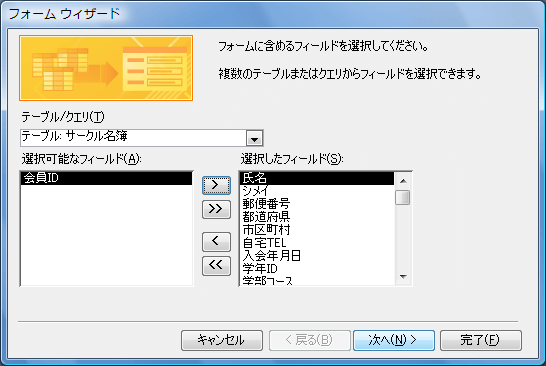 フォーム ウィザード
フォームに含めるフィールドを選択してください。
複数のテーブルまたはクエリからフィールドを選択できます。
テーブル/クエリ(T)
テーブル: サークル名簿
選択可能なフィールド(A):
選択したフィールド(S):
会員ID
>
>>
<
<<
氏名
シメイ
郵便番号
都道府県
市区町村
自宅TEL
入会年月日
学年ID
学部コース
キャンセル
< 戻る(B)
次へ(N) >
完了(F)